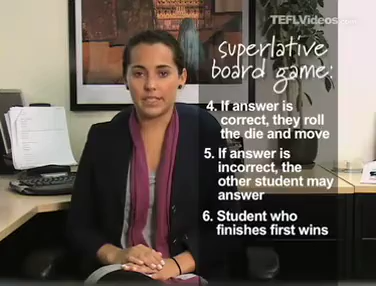 TEFLVideos.com
superlative
board game:
4. If answer is
correct, they roll
the die and move
5. If answer is
incorrect, the
other student may
answer
6. Student who
finishes first wins